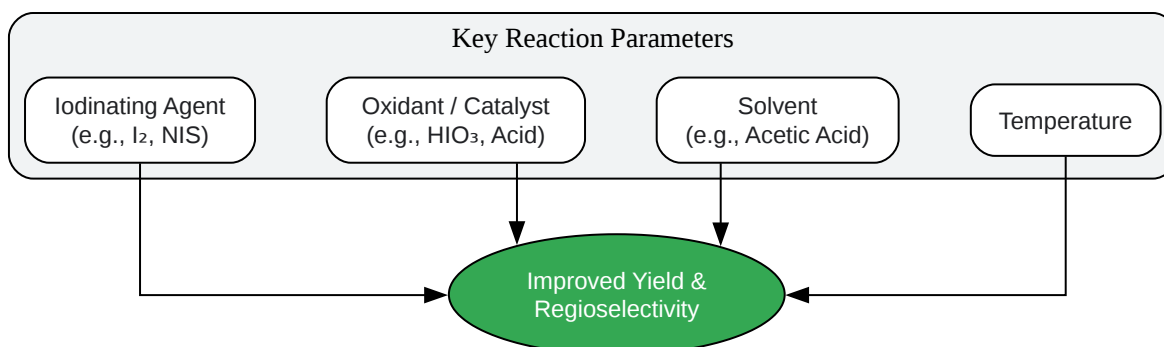 Key Reaction Parameters
Iodinating Agent
(e.g., I₂, NIS)
Oxidant / Catalyst
(e.g., HIO₃, Acid)
Solvent
(e.g., Acetic Acid)
Temperature
Improved Yield &
Regioselectivity